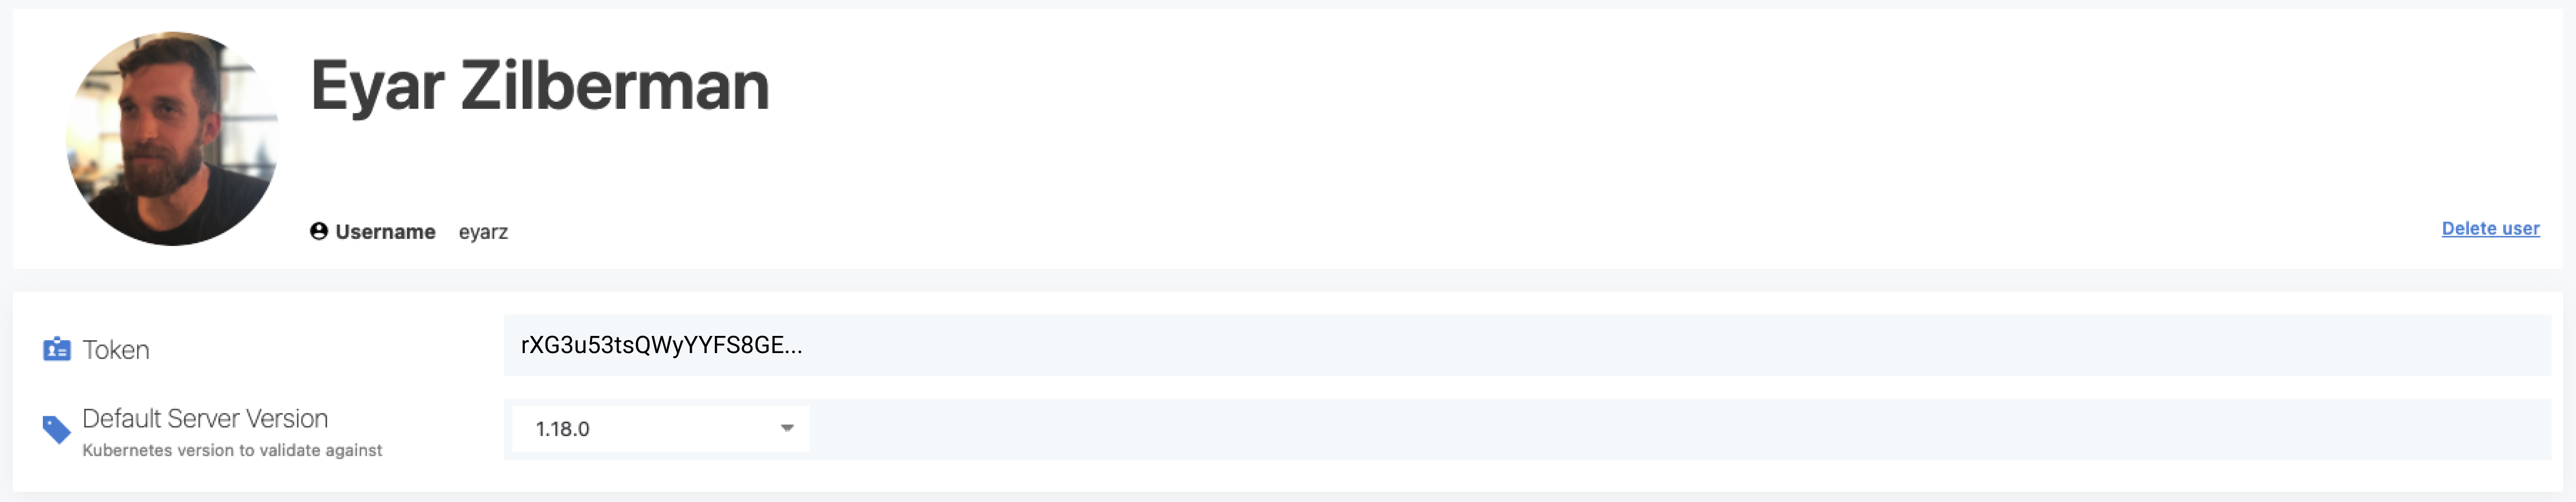 Eyar Zilberman
Username eyarz
Delete user
Token rXG3u53tsQWyYYFS8GE...
Default Server Version 1.18.0
Kubernetes version to validate against